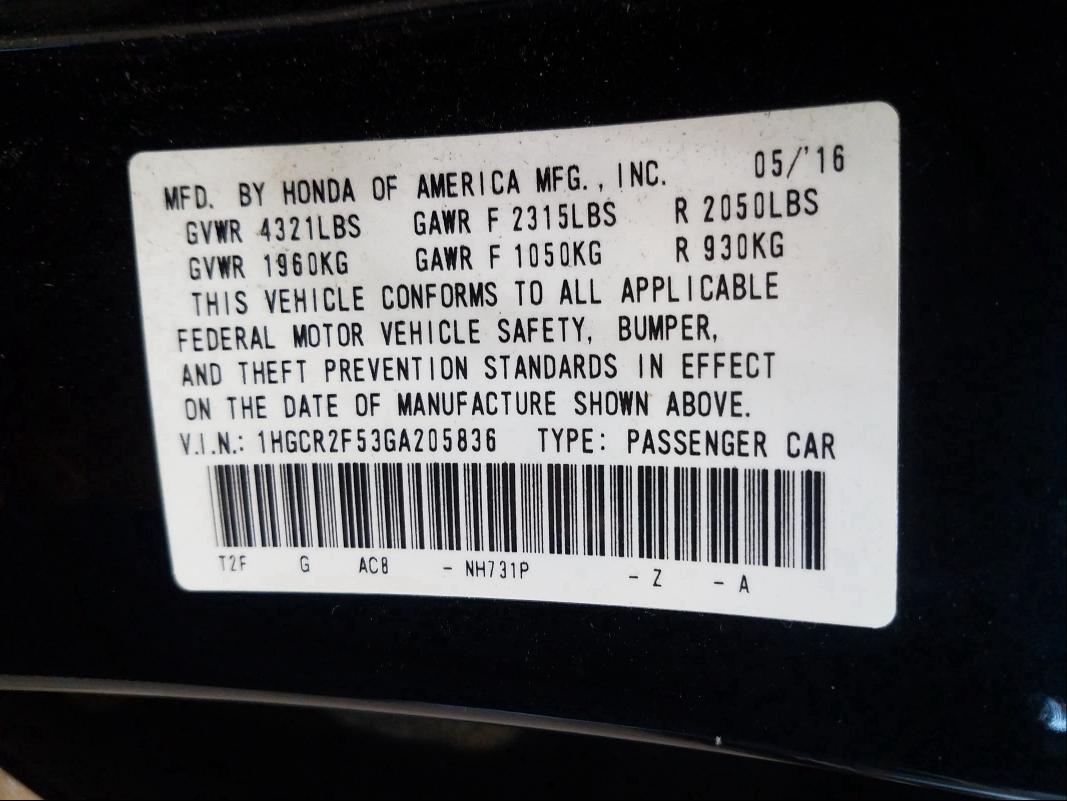 MFD. BY HONDA OF AMERICA MFG., INC. 05/'16
GVWR 4321LBS GAWR F 2315LBS R 2050LBS
GVWR 1960KG GAWR F 1050KG R 930KG
THIS VEHICLE CONFORMS TO ALL APPLICABLE
FEDERAL MOTOR VEHICLE SAFETY, BUMPER,
AND THEFT PREVENTION STANDARDS IN EFFECT
ON THE DATE OF MANUFACTURE SHOWN ABOVE.
V.I.N.: 1HGCR2F53GA205836 TYPE: PASSENGER CAR
T2F G AC8 - NH731P - Z - A